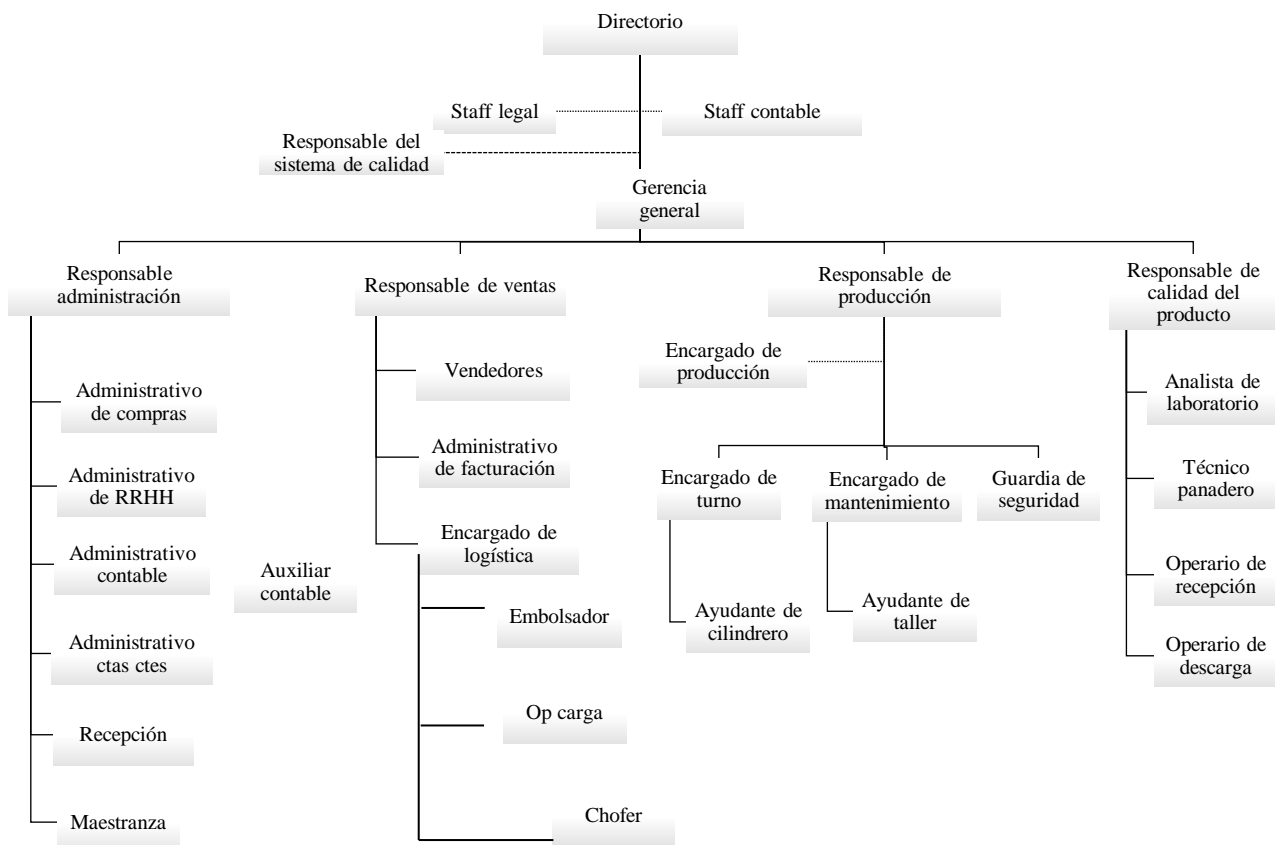 Directorio
Staff legal
Staff contable
Responsable del
sistema de calidad
Gerencia
general
Responsable
administración
Responsable de ventas
Responsable de
producción
Responsable de
calidad del
producto
Administrativo
de compras
Administrativo
de RRHH
Administrativo
contable
Auxiliar
contable
Administrativo
ctas ctes
Recepción
Maestranza
Vendedores
Administrativo
de facturación
Encargado de
logística
Embolsador
Op carga
Chofer
Encargado de
producción
Encargado de
turno
Encargado de
mantenimiento
Guardia de
seguridad
Ayudante de
cilindrero
Ayudante de
taller
Analista de
laboratorio
Técnico
panadero
Operario de
recepción
Operario de
descarga